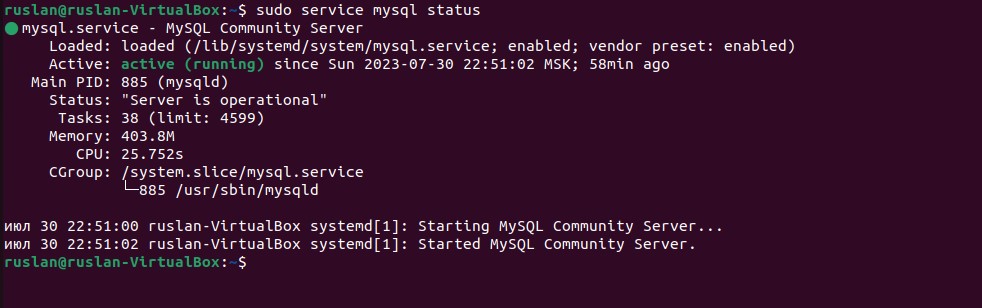 ruslan@ruslan-VirtualBox:~$ sudo service mysql status
● mysql.service - MySQL Community Server
     Loaded: loaded (/lib/systemd/system/mysql.service; enabled; vendor preset: enabled)
     Active: active (running) since Sun 2023-07-30 22:51:02 MSK; 58min ago
   Main PID: 885 (mysqld)
     Status: "Server is operational"
      Tasks: 38 (limit: 4599)
     Memory: 403.8M
        CPU: 25.752s
     CGroup: /system.slice/mysql.service
             └─885 /usr/sbin/mysqld

июл 30 22:51:00 ruslan-VirtualBox systemd[1]: Starting MySQL Community Server...
июл 30 22:51:02 ruslan-VirtualBox systemd[1]: Started MySQL Community Server.
ruslan@ruslan-VirtualBox:~$